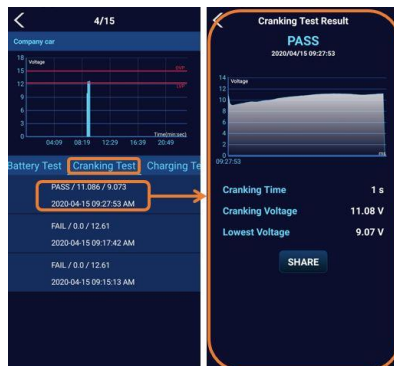 4/15
Company car
Voltage
18
15
12
9
6
3
0
04:09 08:19 12:29 16:39 20:49
Time(min:sec)
Battery Test Cranking Test Charging Te
PASS / 11.086 / 9.073
2020-04-15 09:27:53 AM
FAIL / 0.0 / 12.61
2020-04-15 09:17:42 AM
FAIL / 0.0 / 12.61
2020-04-15 09:15:13 AM
Cranking Test Result
PASS
2020/04/15 09:27:53
Voltage
14
12
10
8
6
4
2
0
09:27:53
ms
Cranking Time 1 s
Cranking Voltage 11.08 V
Lowest Voltage 9.07 V
SHARE